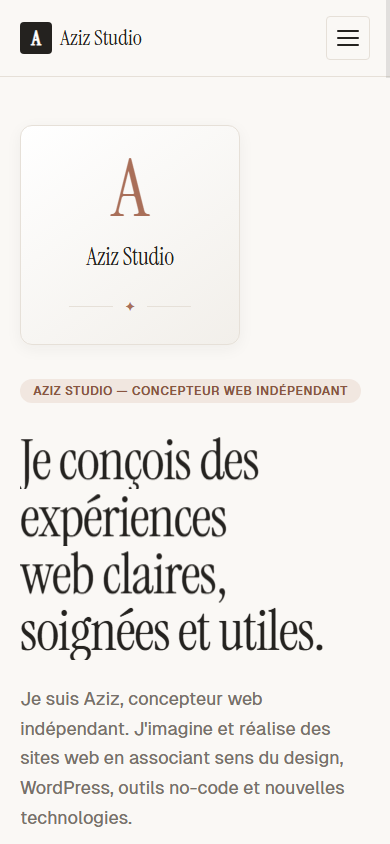 A Aziz Studio
A
Aziz Studio
AZIZ STUDIO — CONCEPTEUR WEB INDÉPENDANT
Je conçois des
expériences
web claires,
soignées et utiles.
Je suis Aziz, concepteur web
indépendant. J'imagine et réalise des
sites web en associant sens du design,
WordPress, outils no-code et nouvelles
technologies.